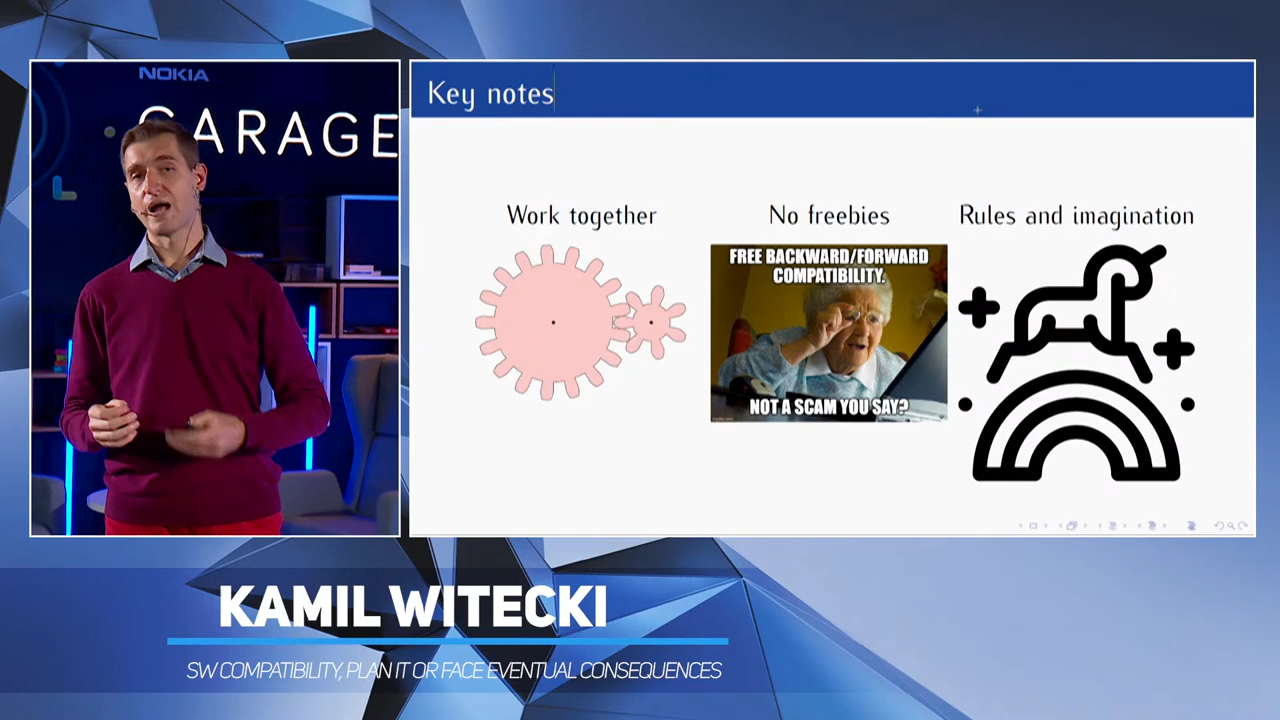 NOKIA
GARAGE
Key notes
Work together
No freebies
Rules and imagination
FREE BACKWARD/FORWARD
COMPATIBILITY.
NOT A SCAM YOU SAY?
KAMIL WITECKI
SW COMPATIBILITY, PLAN IT OR FACE EVENTUAL CONSEQUENCES